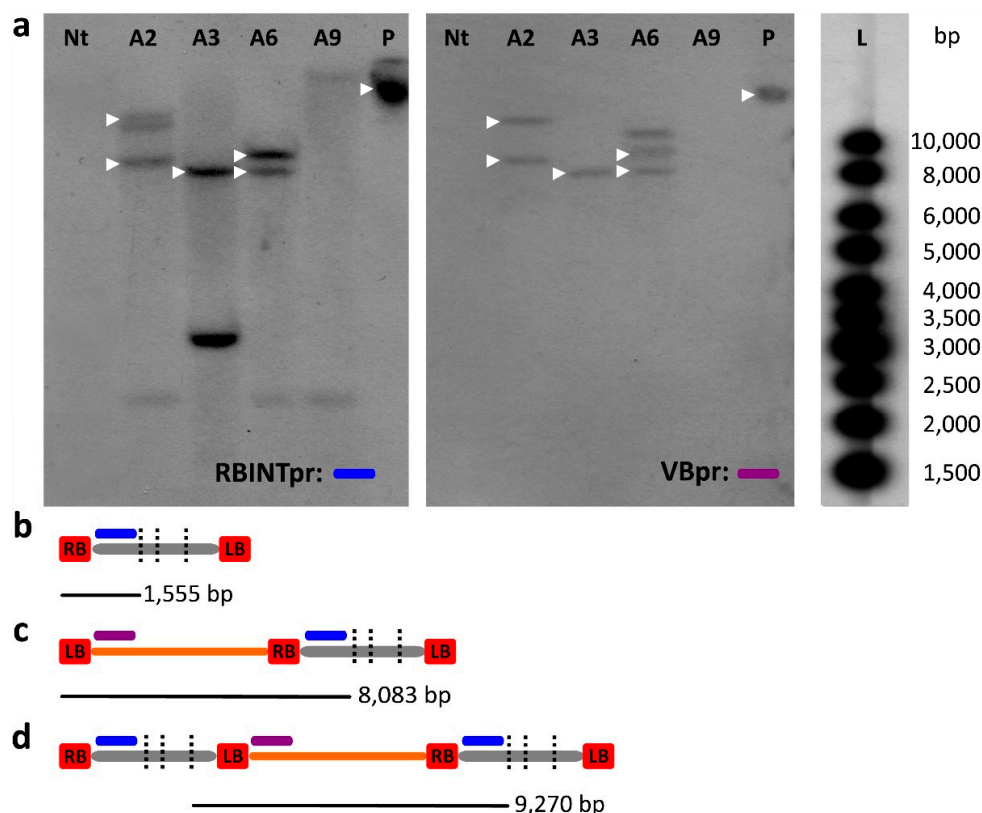 a
Nt A2 A3 A6 A9 P
Nt A2 A3 A6 A9 P
L bp
10,000
8,000
6,000
5,000
4,000
3,500
3,000
2,500
2,000
1,500
RBINTpr:
VBpr:
b
RB LB
1,555 bp
c
LB RB LB
8,083 bp
d
RB LB RB LB
9,270 bp